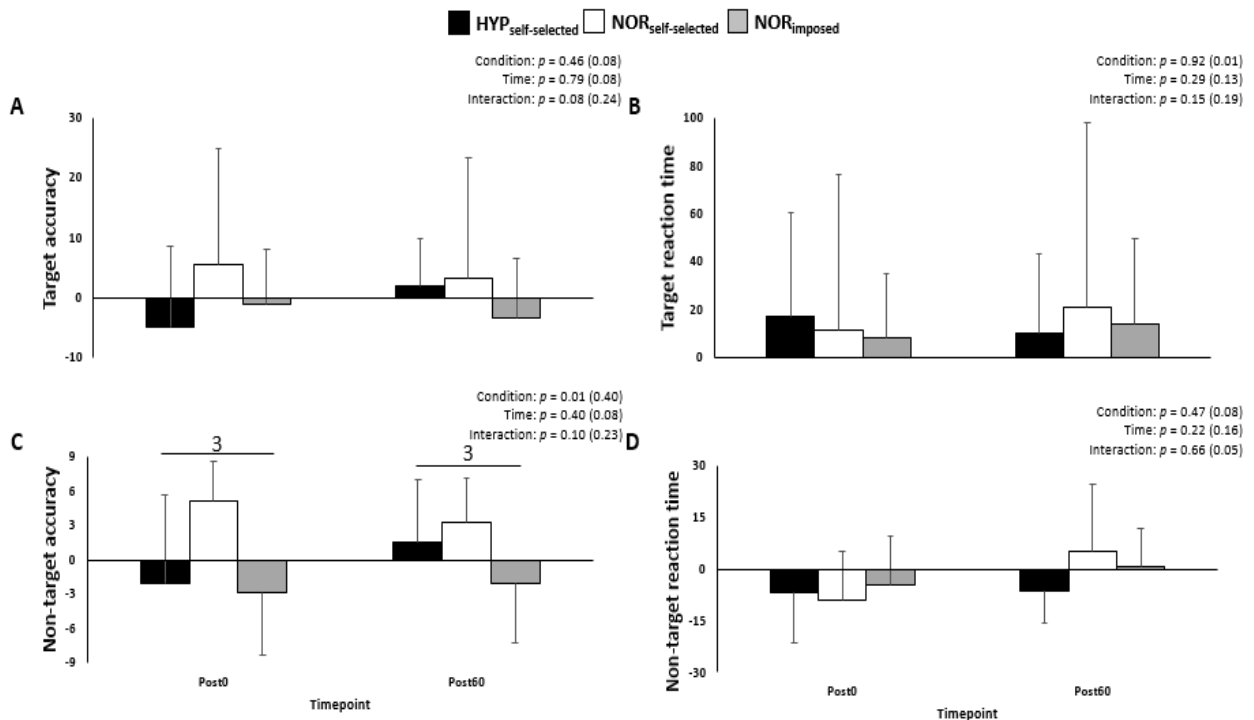 HYPself-selected NORself-selected NORimposed
Condition: p = 0.46 (0.08)
Time: p = 0.79 (0.08)
Interaction: p = 0.08 (0.24)
A
30
20
10
0
-10
Target accuracy
Condition: p = 0.92 (0.01)
Time: p = 0.29 (0.13)
Interaction: p = 0.15 (0.19)
B
100
80
60
40
20
0
Target reaction time
Condition: p = 0.01 (0.40)
Time: p = 0.40 (0.08)
Interaction: p = 0.10 (0.23)
C
3
3
9
6
3
0
-3
-6
-9
Non-target accuracy
Post0
Post60
Timepoint
Condition: p = 0.47 (0.08)
Time: p = 0.22 (0.16)
Interaction: p = 0.66 (0.05)
D
30
15
0
-15
-30
Non-target reaction time
Post0
Post60
Timepoint